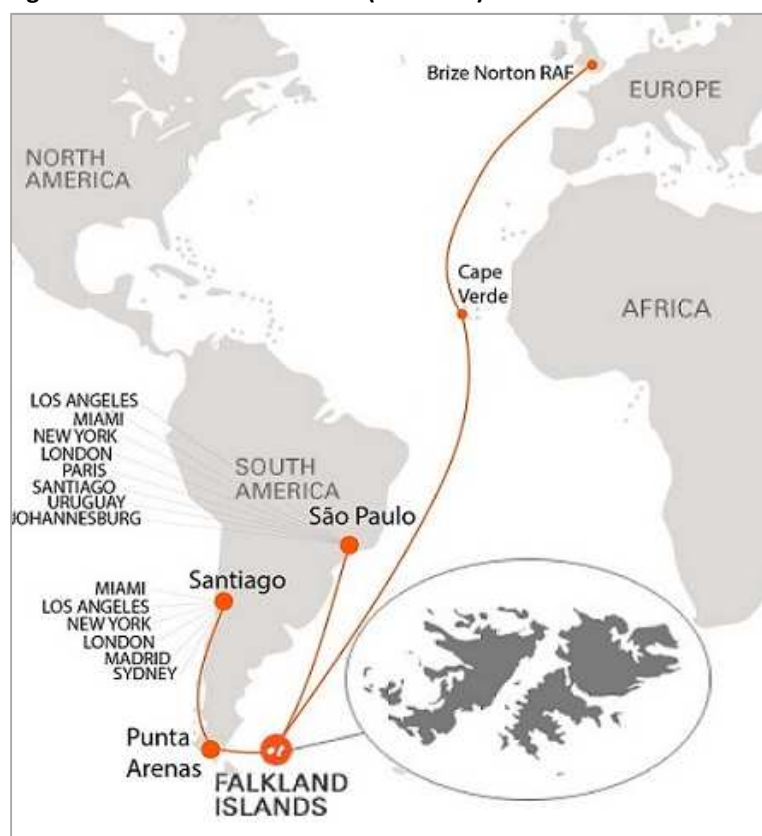 Brize Norton RAF
EUROPE
NORTH
AMERICA
Cape
Verde
AFRICA
LOS ANGELES
MIAMI
NEW YORK
LONDON
PARIS
SANTIAGO
URUGUAY
JOHANNESBURG
SOUTH
AMERICA
São Paulo
Santiago
MIAMI
LOS ANGELES
NEW YORK
LONDON
MADRID
SYDNEY
Punta
Arenas
FALKLAND
ISLANDS